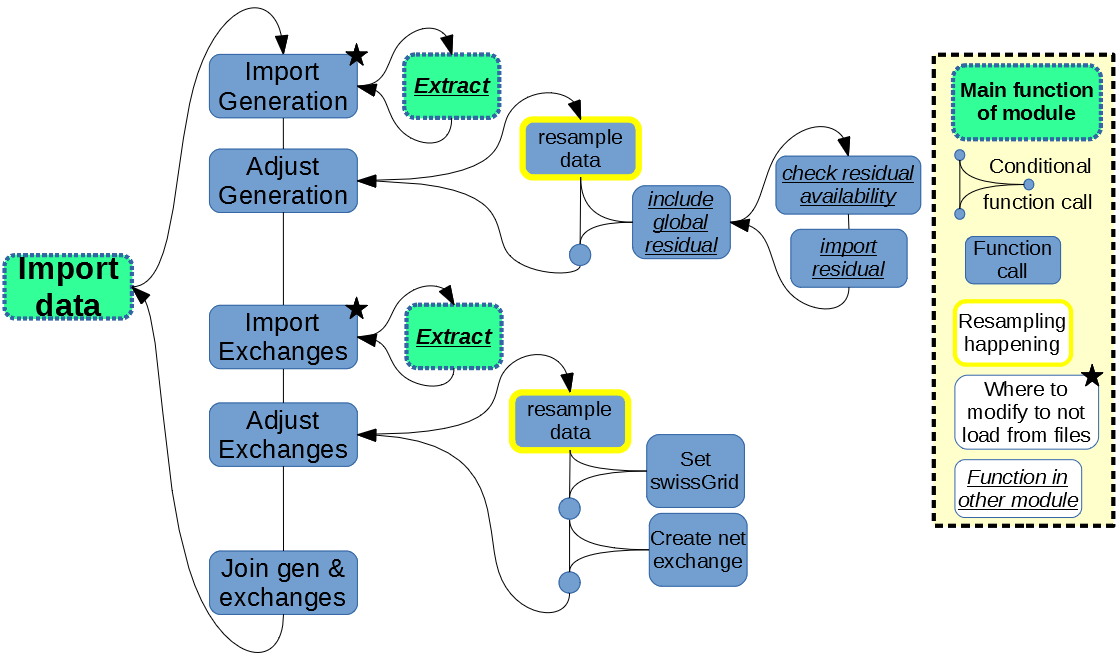 Import
data
Import
Generation
Extract
Adjust
Generation
resample
data
include
global
residual
check residual
availability
import
residual
Import
Exchanges
Extract
Adjust
Exchanges
resample
data
Set
swissGrid
Create net
exchange
Join gen &
exchanges
Main function
of module
Conditional
function call
Function
call
Resampling
happening
Where to
modify to not
load from files
Function in
other module